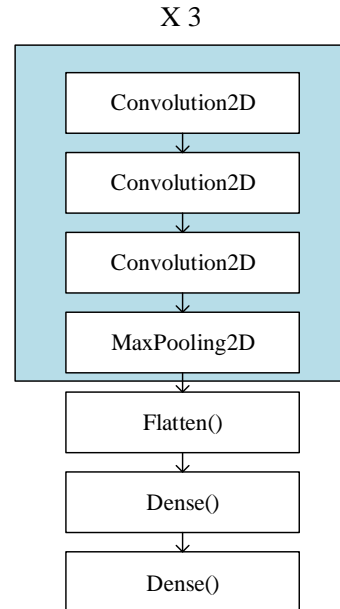 X 3
Convolution2D
Convolution2D
Convolution2D
MaxPooling2D
Flatten()
Dense()
Dense()